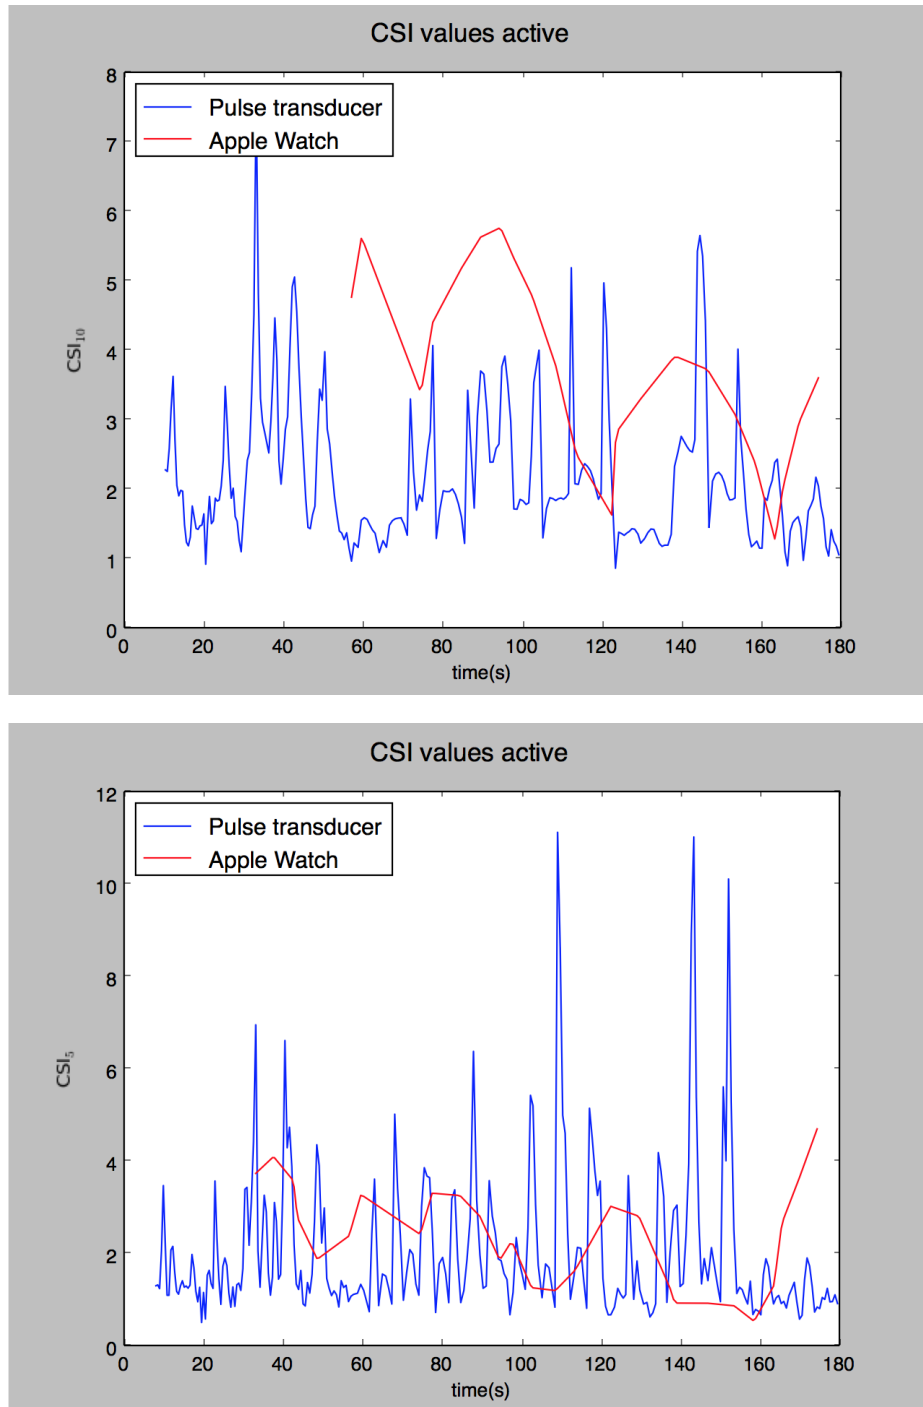 CSI values active
8
7
6
5
4
3
2
1
0
Pulse transducer
Apple Watch
CSI₁₀
0 20 40 60 80 100 120 140 160 180
time(s)
CSI values active
12
10
8
6
4
2
0
Pulse transducer
Apple Watch
CSI₅
0 20 40 60 80 100 120 140 160 180
time(s)